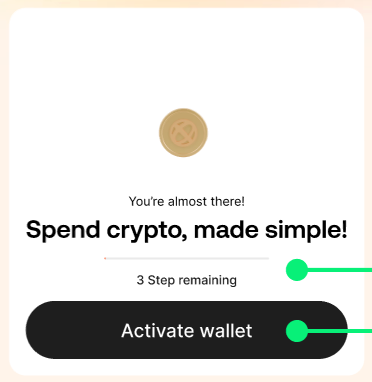 You're almost there!
Spend crypto, made simple!
3 Step remaining
Activate wallet